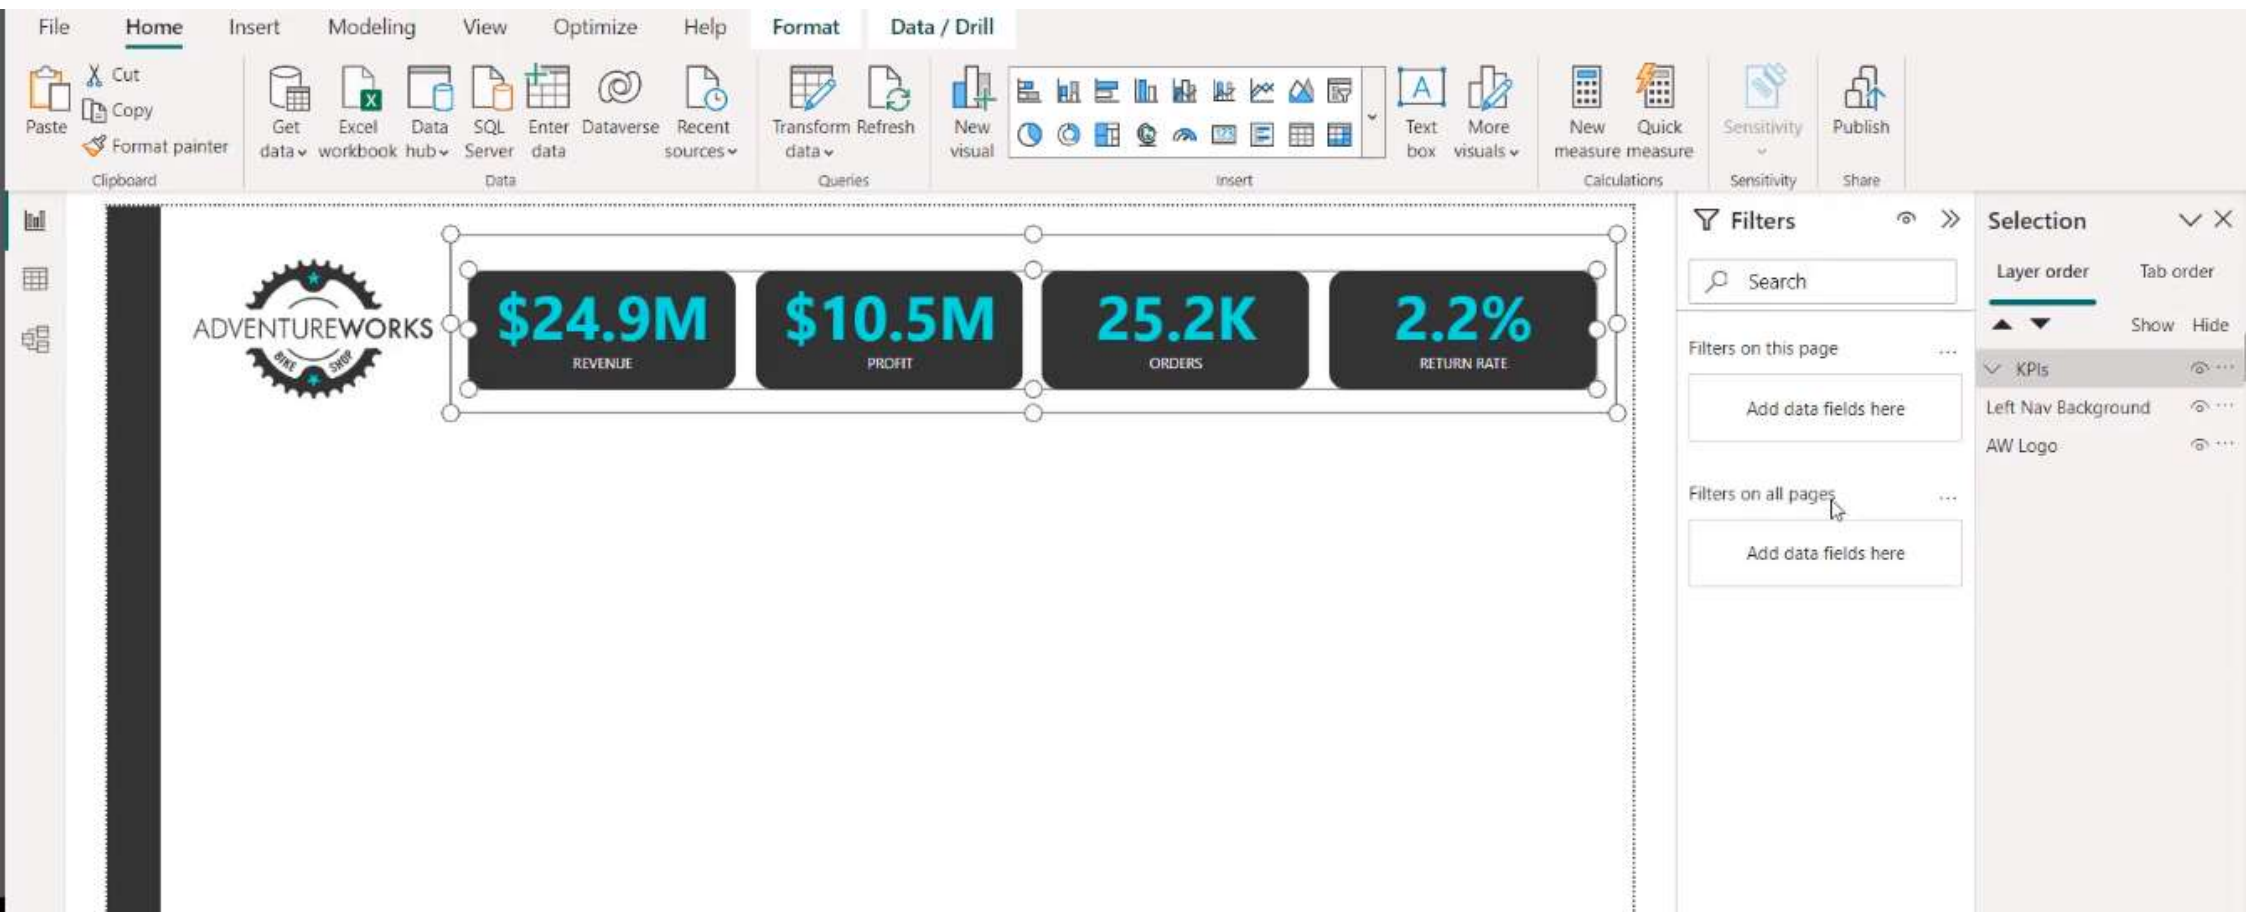 File Home Insert Modeling View Optimize Help Format Data / Drill
Cut
Copy
Format painter
Paste
Get data
Excel workbook
Data hub
SQL Server
Enter data
Dataverse
Recent sources
Transform data
Refresh
New visual
123
A
Text box
More visuals
New measure
Quick measure
Sensitivity
Publish
Clipboard Data Queries Insert Calculations Sensitivity Share
ADVENTUREWORKS
BIKE SHOP
$24.9M
REVENUE
$10.5M
PROFIT
25.2K
ORDERS
2.2%
RETURN RATE
Filters
Search
Filters on this page ...
Add data fields here
Filters on all pages ...
Add data fields here
Selection
Layer order Tab order
Show Hide
KPIs
Left Nav Background
AW Logo